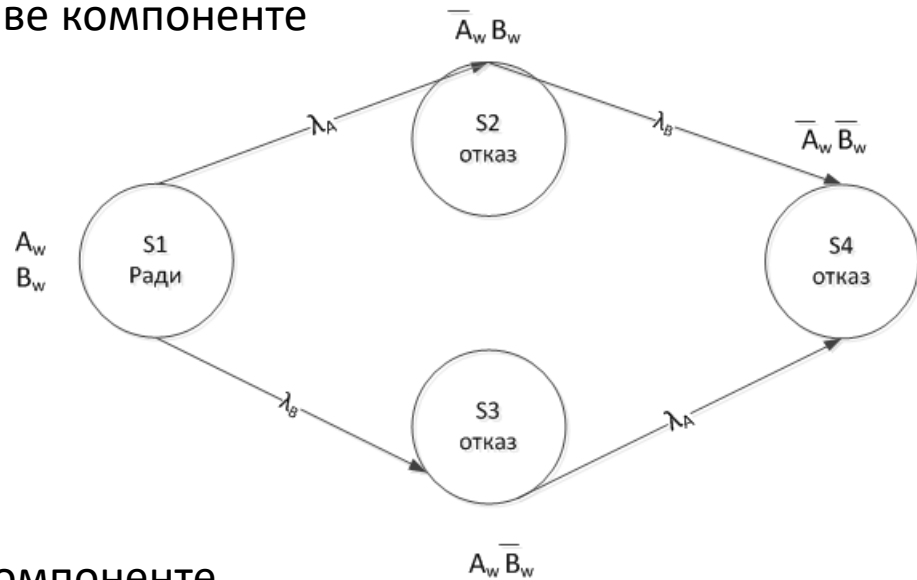 ве компоненте
A̅w Bw
λA
S2
отказ
λB
A̅w B̅w
Aw
Bw
S1
Ради
S4
отказ
λB
S3
отказ
λA
Aw B̅w
омпоненте